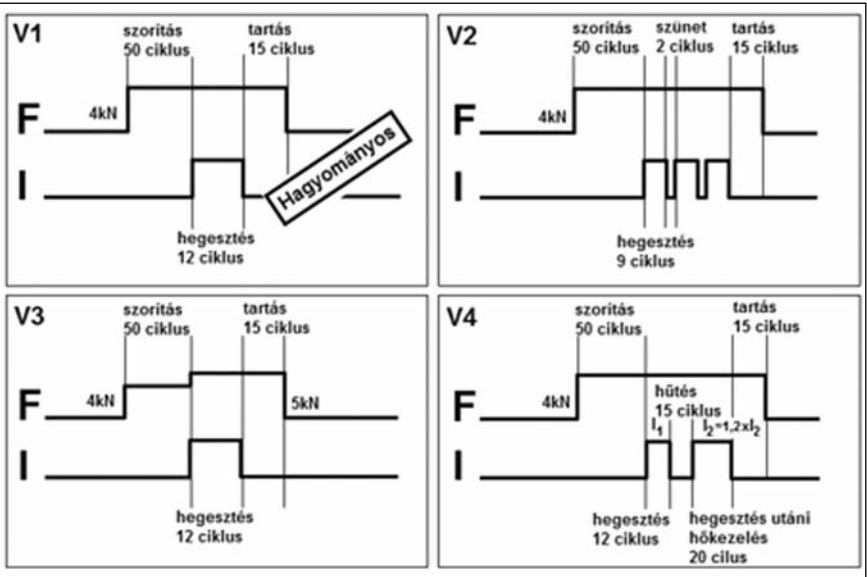 V1
szorítás
50 ciklus
tartás
15 ciklus
F
4kN
I
Hagyományos
hegesztés
12 ciklus
V2
szorítás
50 ciklus
szünet
2 ciklus
tartás
15 ciklus
F
4kN
I
hegesztés
9 ciklus
V3
szorítás
50 ciklus
tartás
15 ciklus
F
4kN
5kN
I
hegesztés
12 ciklus
V4
szorítás
50 ciklus
tartás
15 ciklus
F
4kN
hűtés
15 ciklus
I₁
I₂=1,2xI₂
I
hegesztés
12 ciklus
hegesztés utáni
hőkezelés
20 cilus